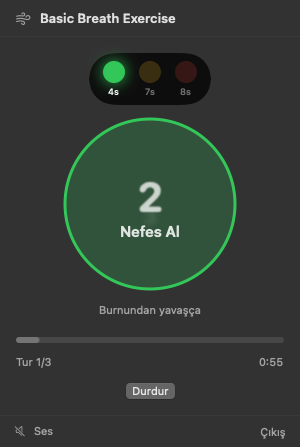 Basic Breath Exercise
4s 7s 8s
2
Nefes Al
Burnundan yavaşça
Tur 1/3 0:55
Durdur
Ses Çıkış